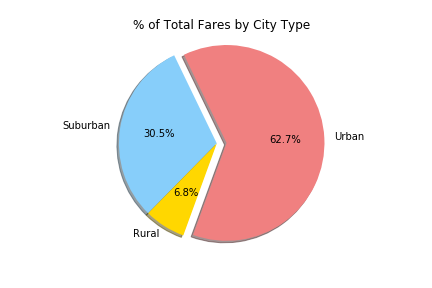 % of Total Fares by City Type
Suburban
30.5%
62.7%
Urban
6.8%
Rural